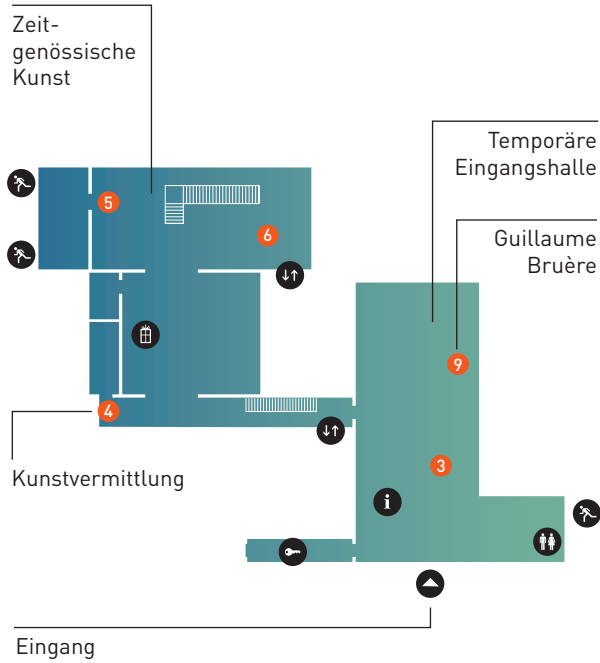 Zeit-
genössische
Kunst
Temporäre
Eingangshalle
Guillaume
Bruère
5
6
9
4
3
i
Kunstvermittlung
Eingang